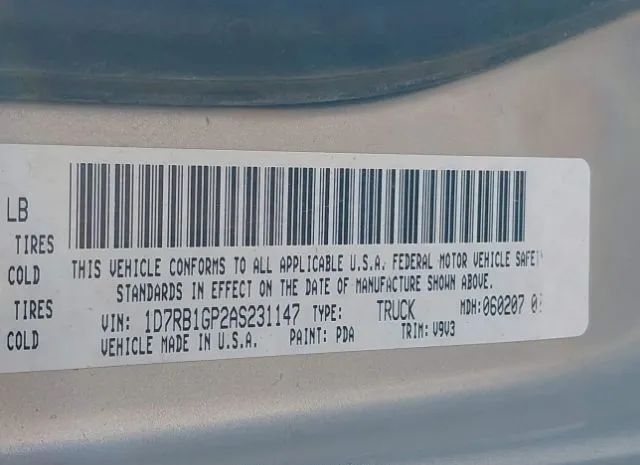 LB
TIRES
COLD
TIRES
COLD
THIS VEHICLE CONFORMS TO ALL APPLICABLE U.S.A. FEDERAL MOTOR VEHICLE
STANDARDS IN EFFECT ON THE DATE OF MANUFACTURE SHOWN ABOVE.
VIN: 1D7RB1GP2AS231147 TYPE: TRUCK MDH:060207
VEHICLE MADE IN U.S.A. PAINT: PDA TRIM: V9V3